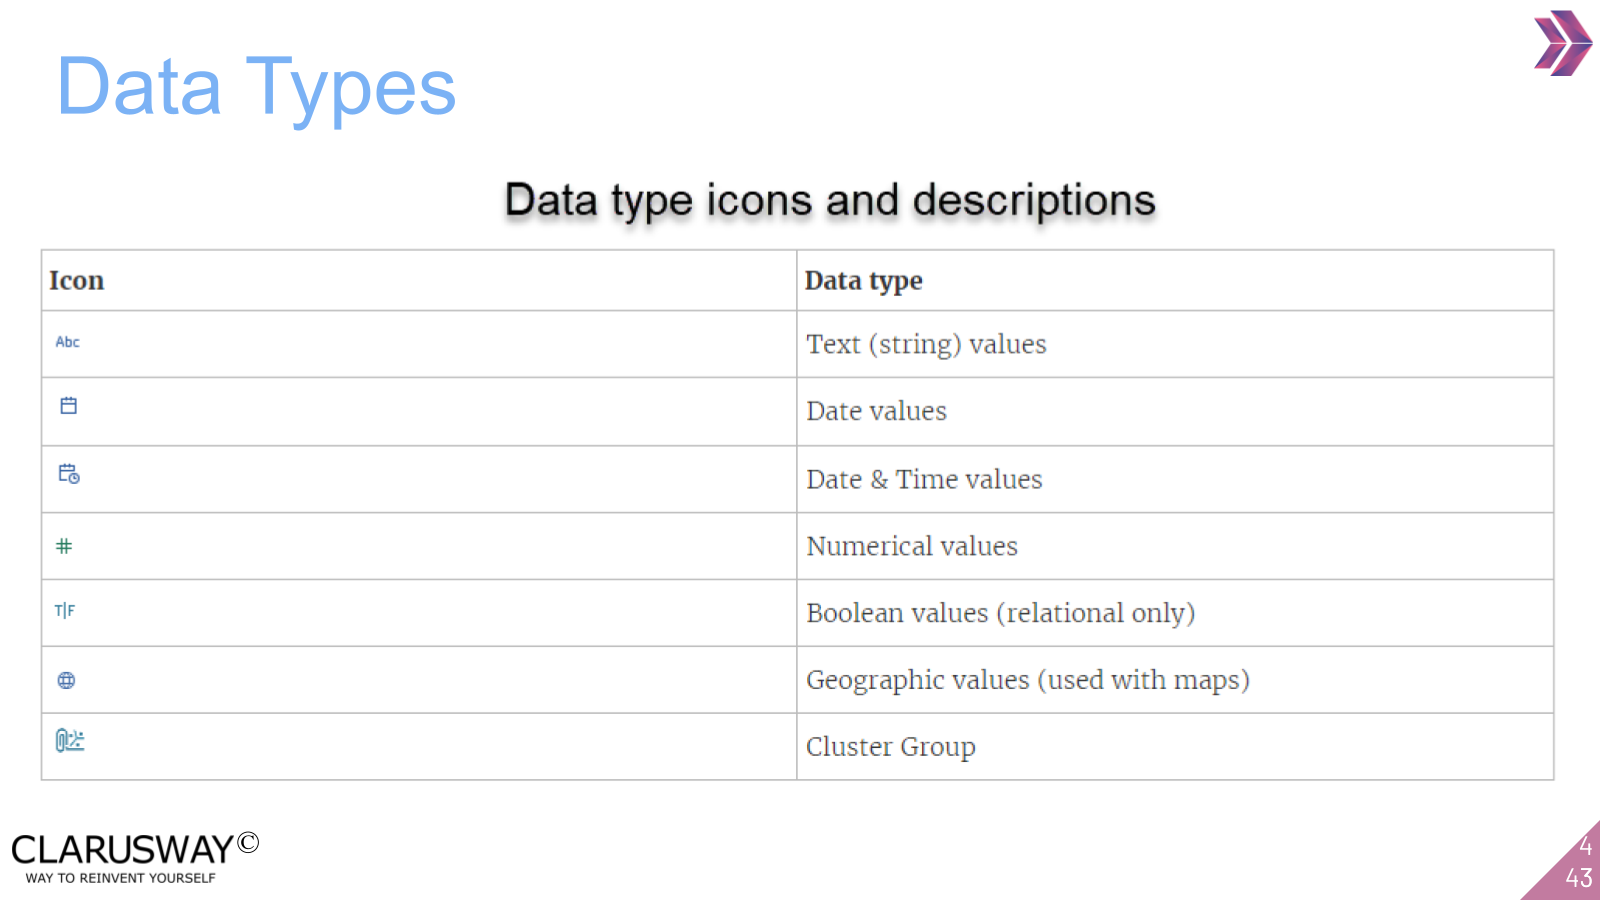 Data Types
Data type icons and descriptions
Icon Data type
Abc Text (string) values
Date values
Date & Time values
# Numerical values
T|F Boolean values (relational only)
Geographic values (used with maps)
Cluster Group
CLARUSWAY©
WAY TO REINVENT YOURSELF
4
43